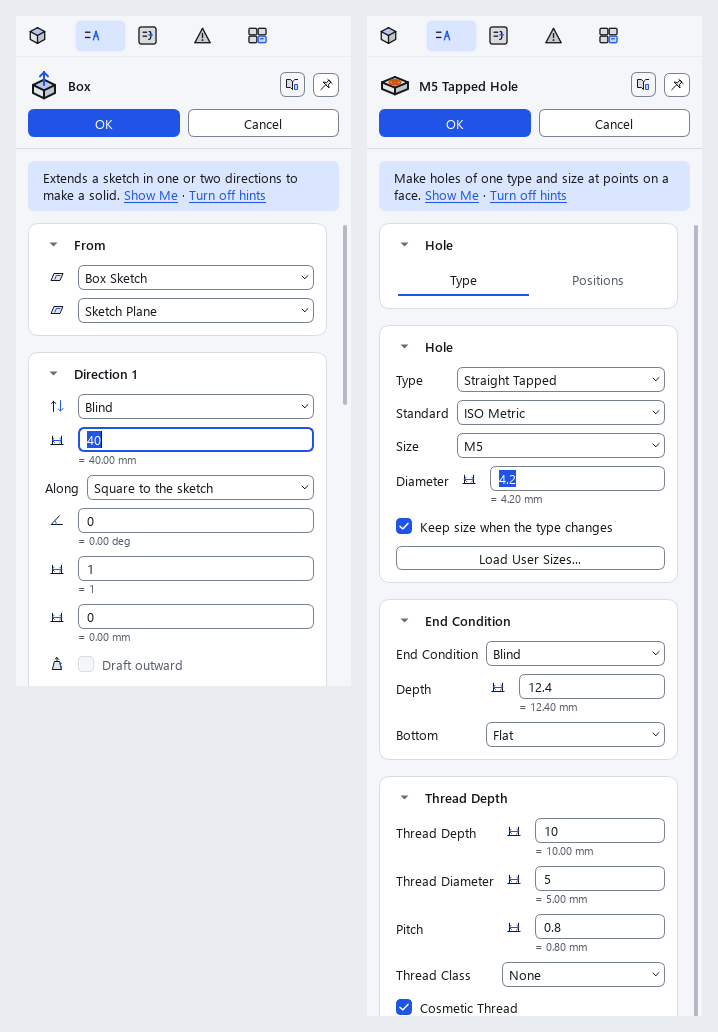 Box
OK
Cancel
Extends a sketch in one or two directions to
make a solid. Show Me · Turn off hints
From
Box Sketch
Sketch Plane
Direction 1
Blind
40
= 40.00 mm
Along Square to the sketch
0
= 0.00 deg
1
= 1
0
= 0.00 mm
Draft outward
M5 Tapped Hole
OK
Cancel
Make holes of one type and size at points on a
face. Show Me · Turn off hints
Hole
Type
Positions
Hole
Type Straight Tapped
Standard ISO Metric
Size M5
Diameter 4.2
= 4.20 mm
Keep size when the type changes
Load User Sizes...
End Condition
End Condition Blind
Depth 12.4
= 12.40 mm
Bottom Flat
Thread Depth
Thread Depth 10
= 10.00 mm
Thread Diameter 5
= 5.00 mm
Pitch 0.8
= 0.80 mm
Thread Class None
Cosmetic Thread